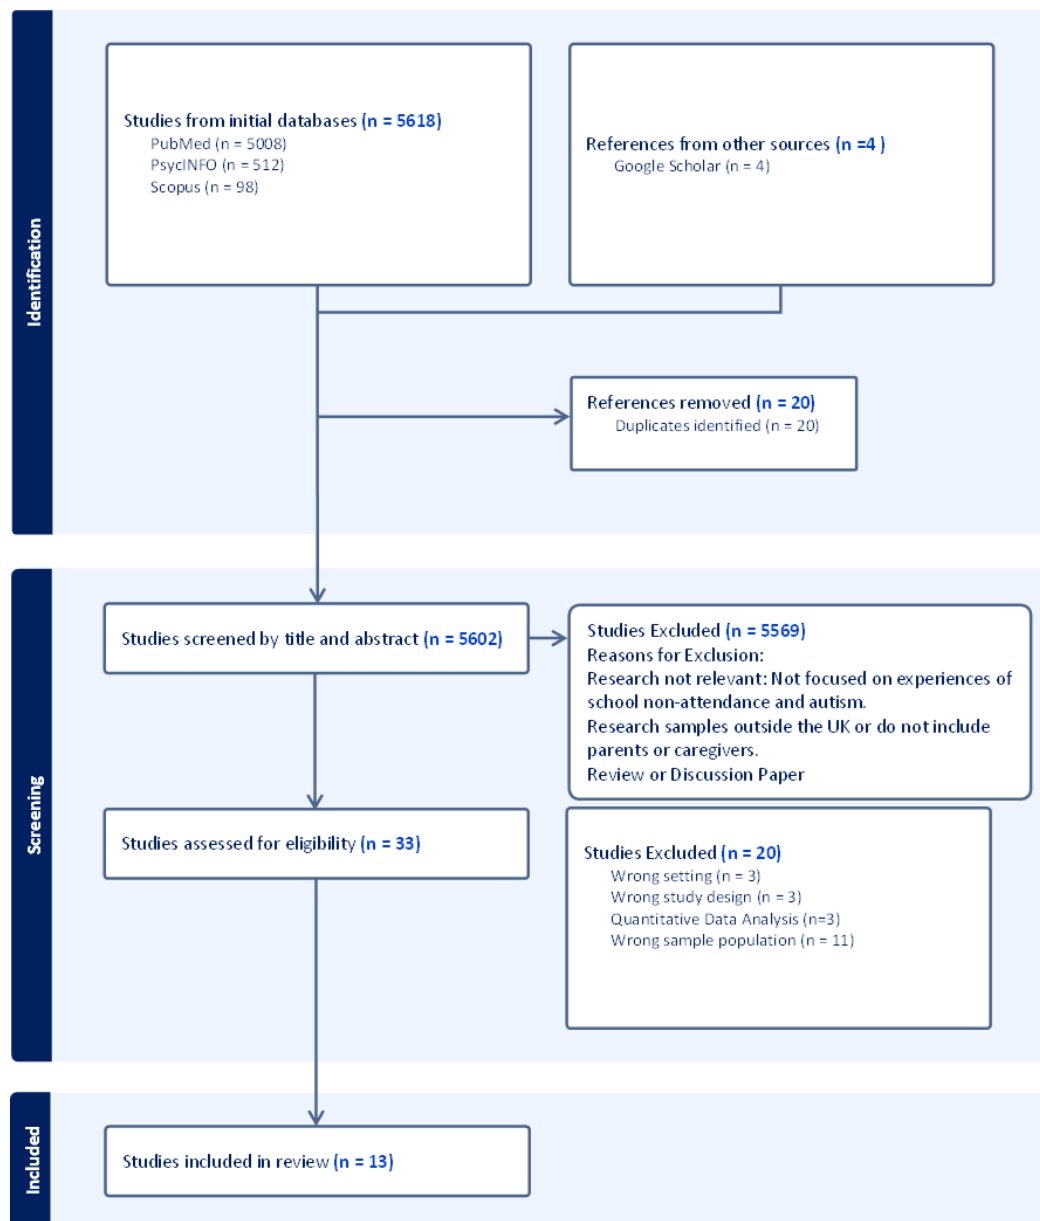 Identification
Studies from initial databases (n = 5618)
PubMed (n = 5008)
PsycINFO (n = 512)
Scopus (n = 98)
References from other sources (n =4 )
Google Scholar (n = 4)
References removed (n = 20)
Duplicates identified (n = 20)
Screening
Studies screened by title and abstract (n = 5602)
Studies Excluded (n = 5569)
Reasons for Exclusion:
Research not relevant: Not focused on experiences of
school non-attendance and autism.
Research samples outside the UK or do not include
parents or caregivers.
Review or Discussion Paper
Studies assessed for eligibility (n = 33)
Studies Excluded (n = 20)
Wrong setting (n = 3)
Wrong study design (n = 3)
Quantitative Data Analysis (n=3)
Wrong sample population (n = 11)
Included
Studies included in review (n = 13)